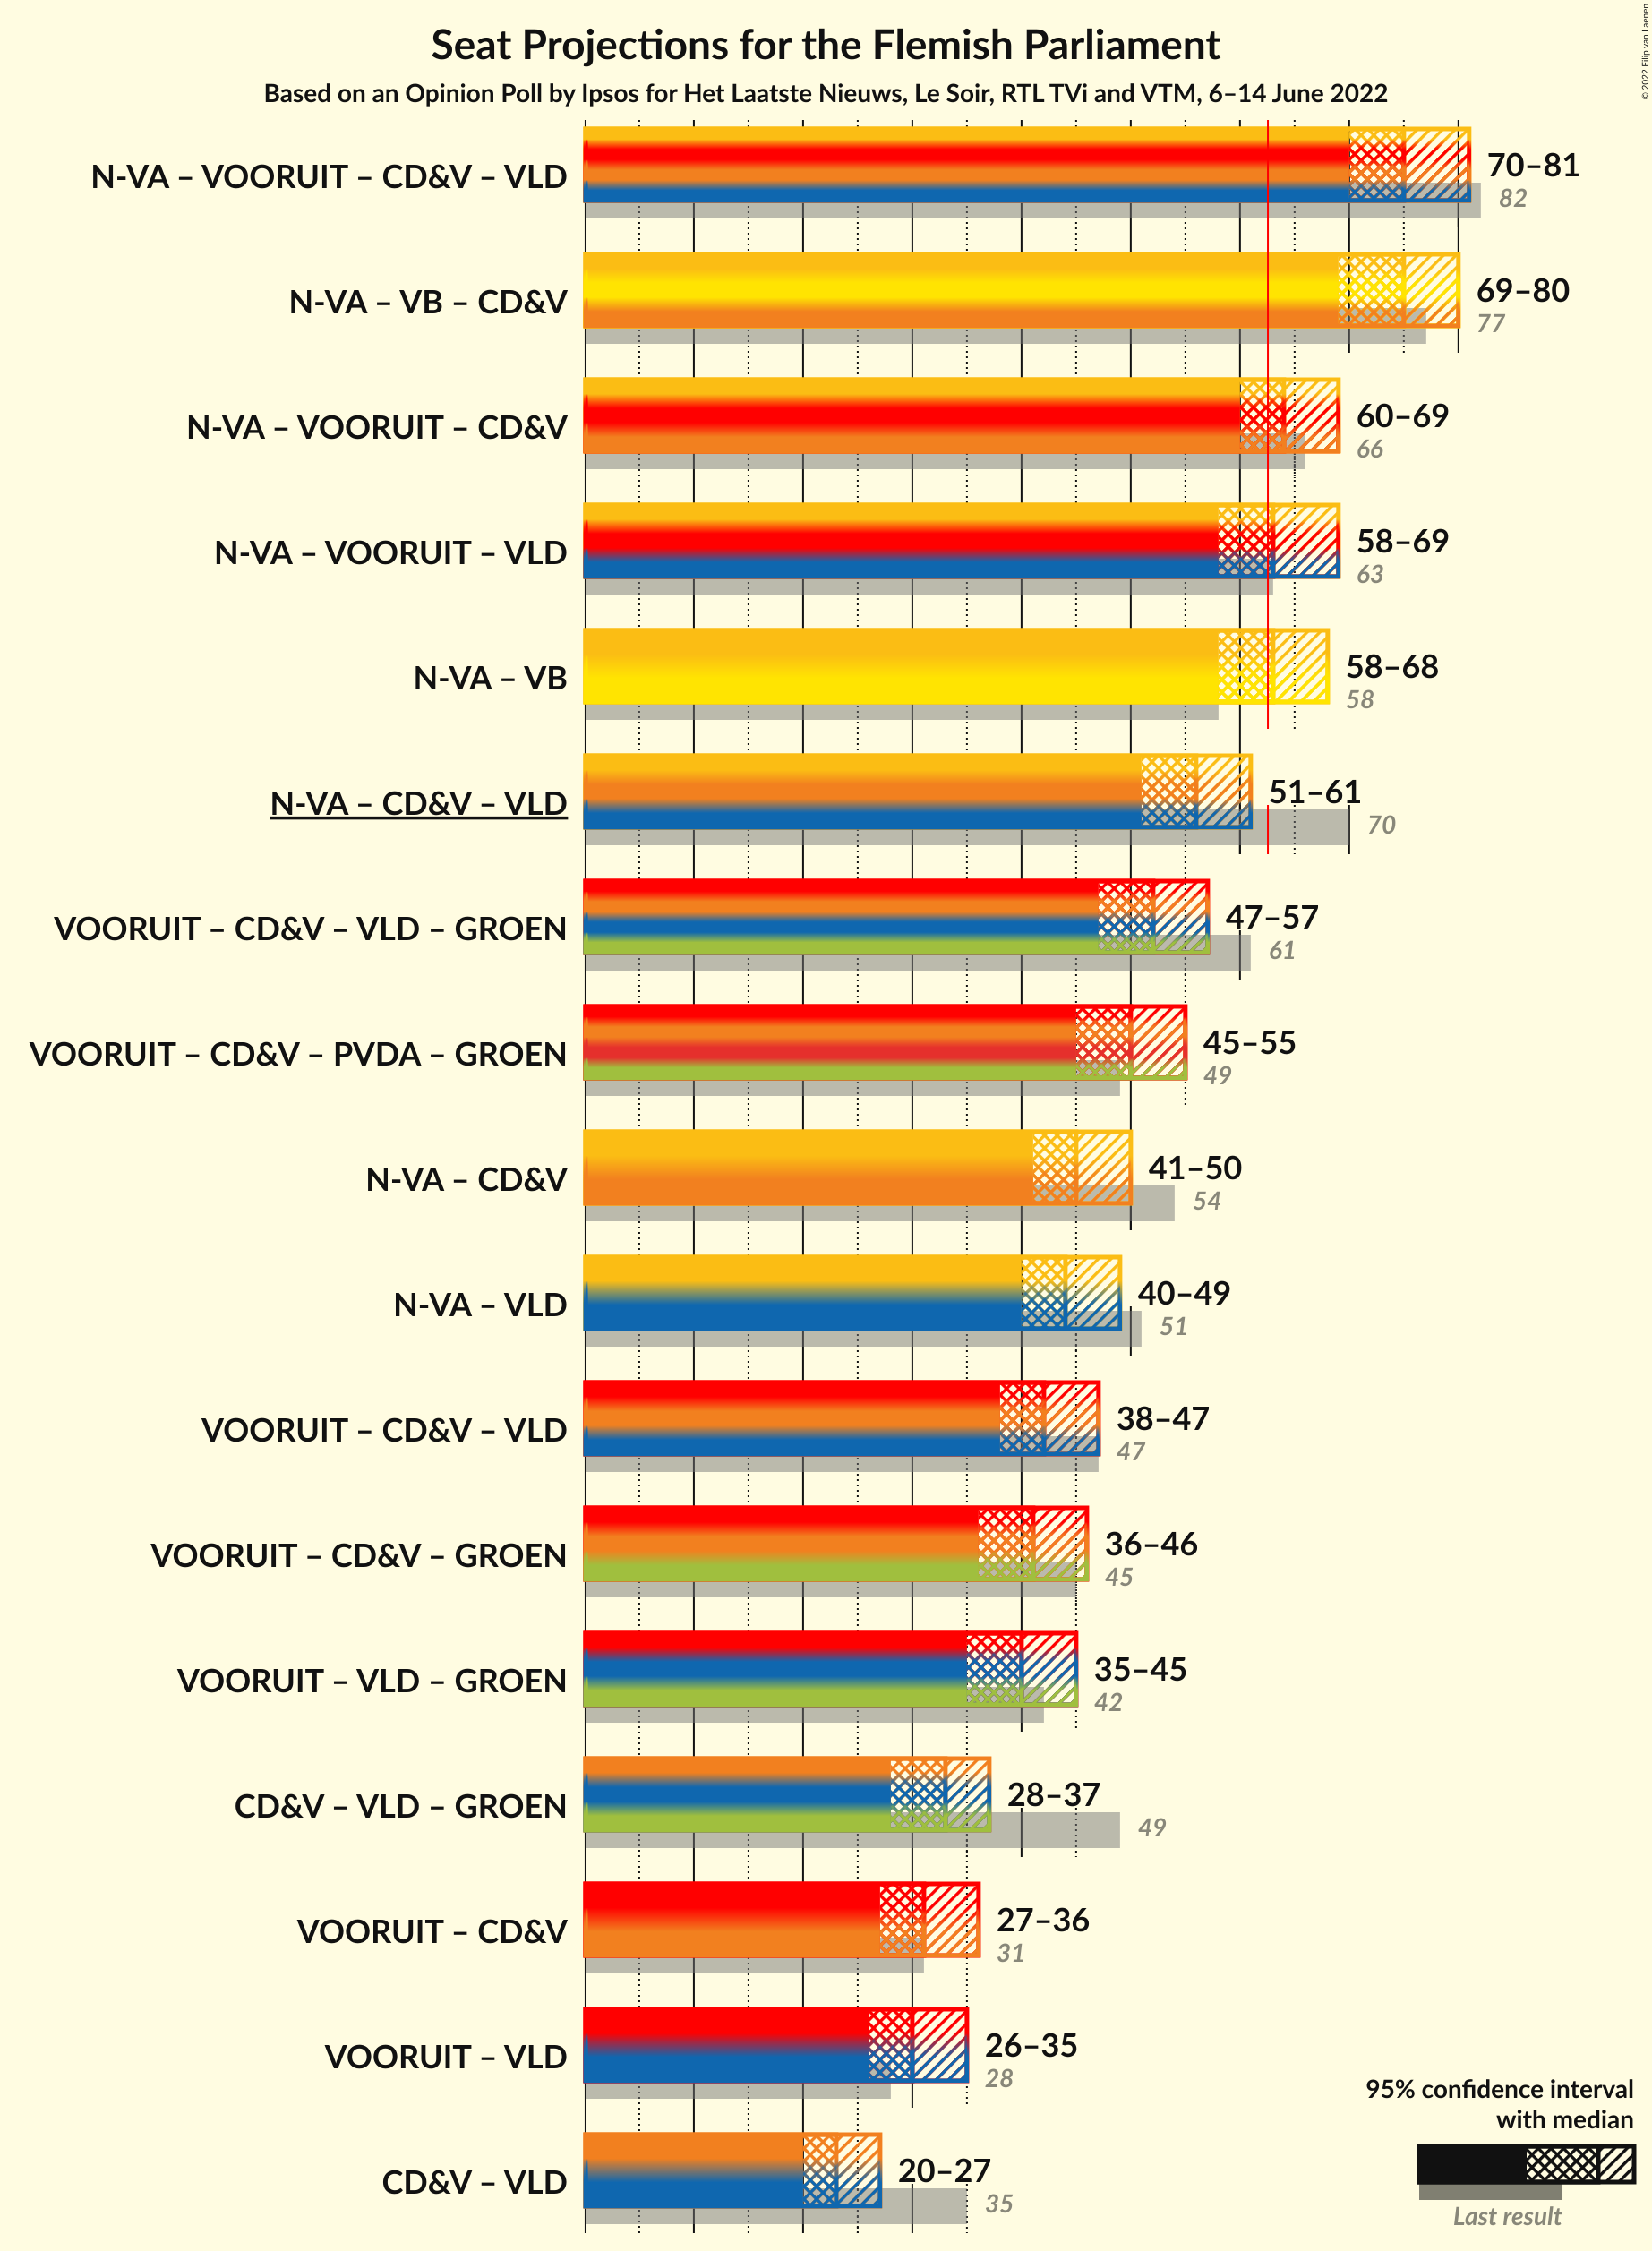 Seat Projections for the Flemish Parliament
Based on an Opinion Poll by Ipsos for Het Laatste Nieuws, Le Soir, RTL TVi and VTM, 6–14 June 2022
© 2022 Filip van Laenen
N-VA – VOORUIT – CD&V – VLD
70–81
82
N-VA – VB – CD&V
69–80
77
N-VA – VOORUIT – CD&V
60–69
66
N-VA – VOORUIT – VLD
58–69
63
N-VA – VB
58–68
58
N-VA – CD&V – VLD
51–61
70
VOORUIT – CD&V – VLD – GROEN
47–57
61
VOORUIT – CD&V – PVDA – GROEN
45–55
49
N-VA – CD&V
41–50
54
N-VA – VLD
40–49
51
VOORUIT – CD&V – VLD
38–47
47
VOORUIT – CD&V – GROEN
36–46
45
VOORUIT – VLD – GROEN
35–45
42
CD&V – VLD – GROEN
28–37
49
VOORUIT – CD&V
27–36
31
VOORUIT – VLD
26–35
28
CD&V – VLD
20–27
35
95% confidence interval
with median
Last result